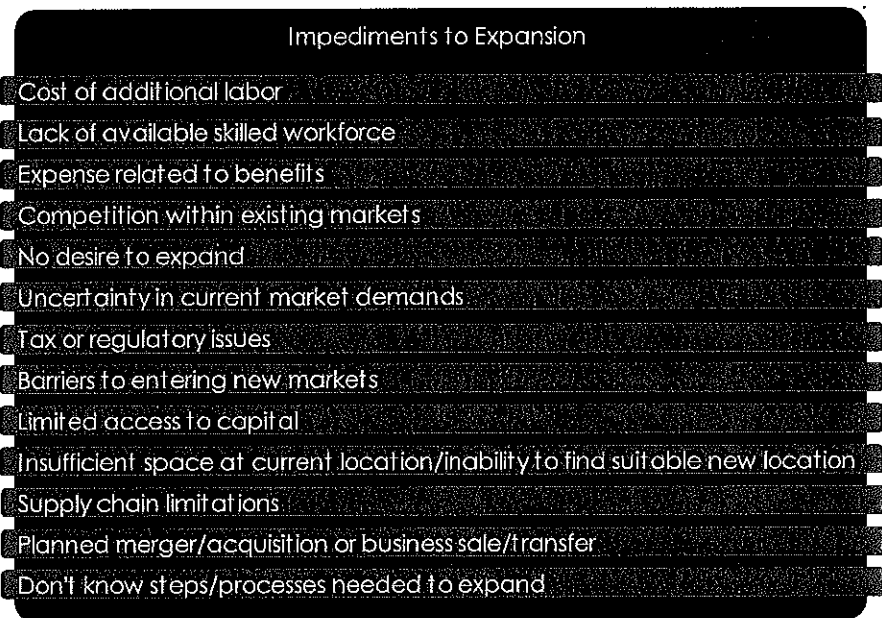 Impediments to Expansion
Cost of additional labor
Lack of available skilled workforce
Expense related to benefits
Competition within existing markets
No desire to expand
Uncertainty in current market demands
Tax or regulatory issues
Barriers to entering new markets
Limited access to capital
Insufficient space at current location/inability to find suitable new location
Supply chain limitations
Planned merger/acquisition or business sale/transfer
Don't know steps/processes needed to expand